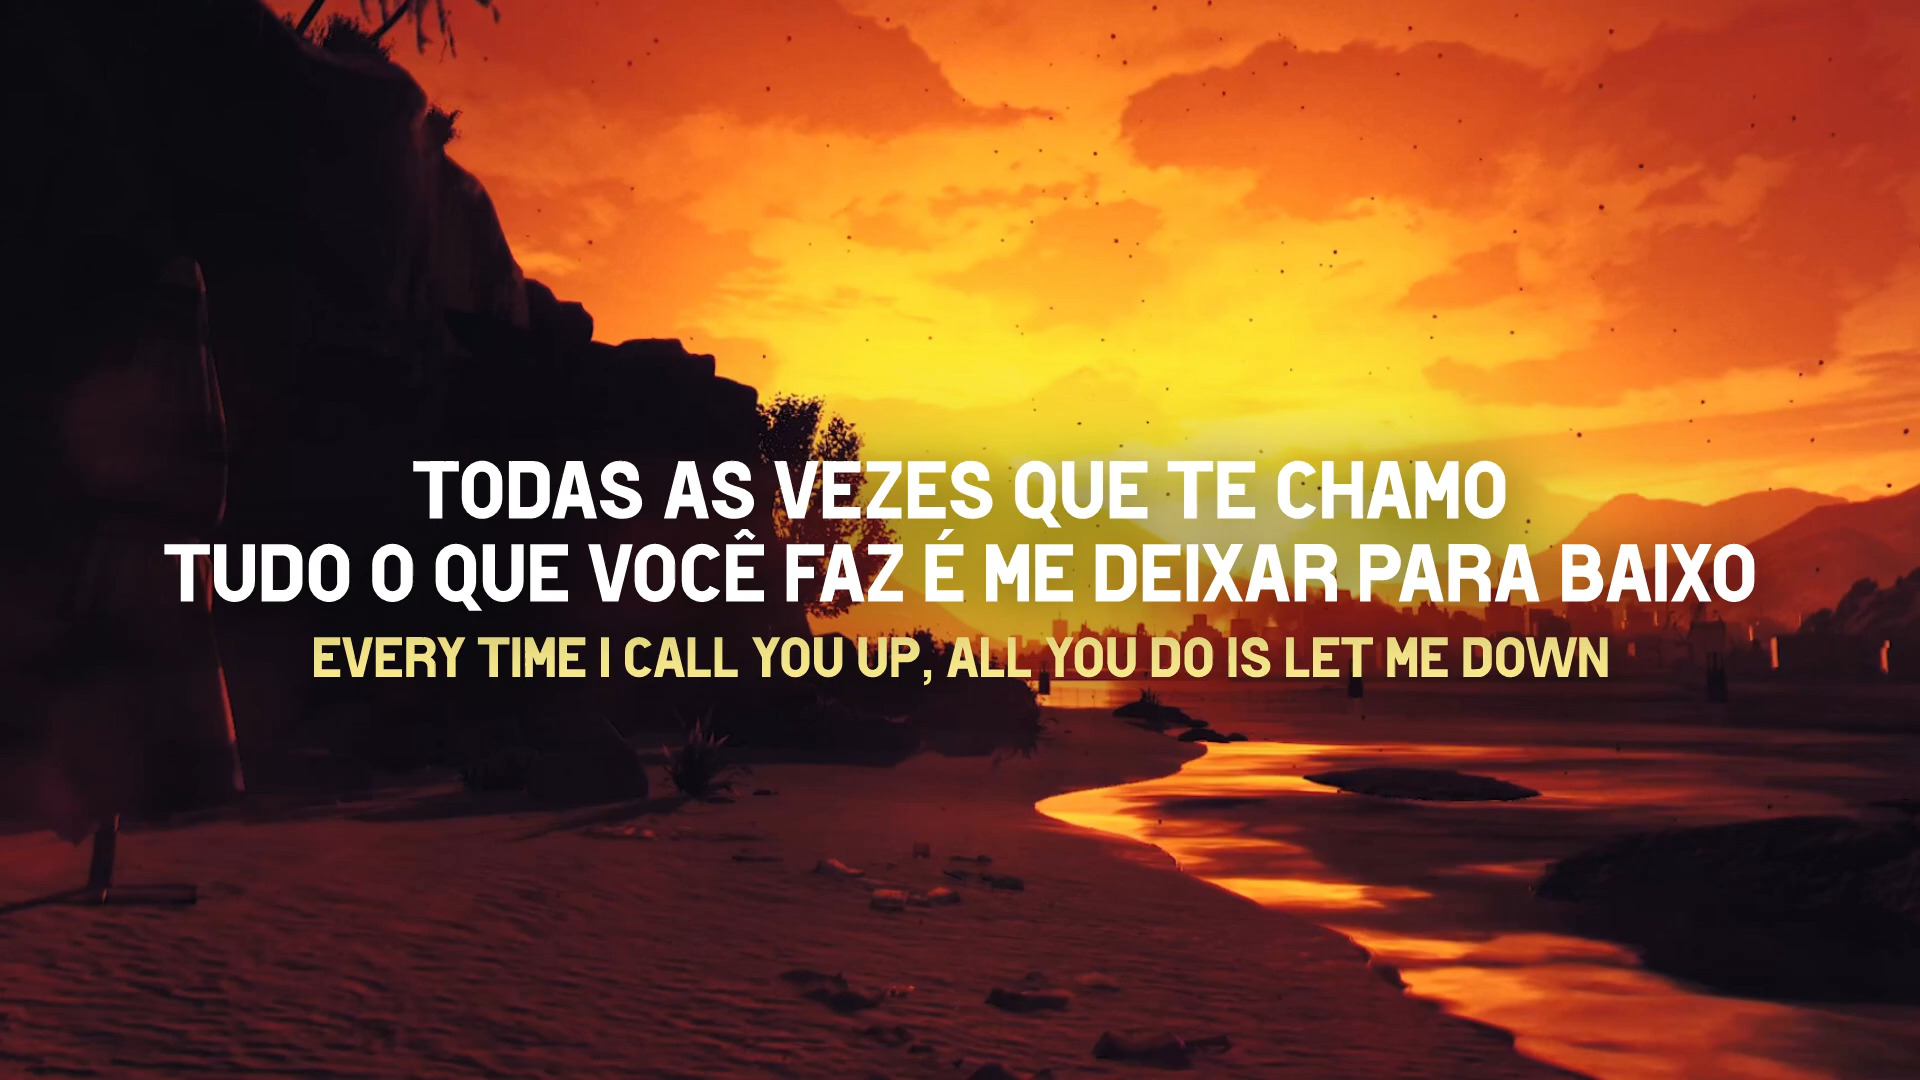 TODAS AS VEZES QUE TE CHAMO
TUDO O QUE VOCÊ FAZ É ME DEIXAR PARA BAIXO
EVERY TIME I CALL YOU UP, ALL YOU DO IS LET ME DOWN